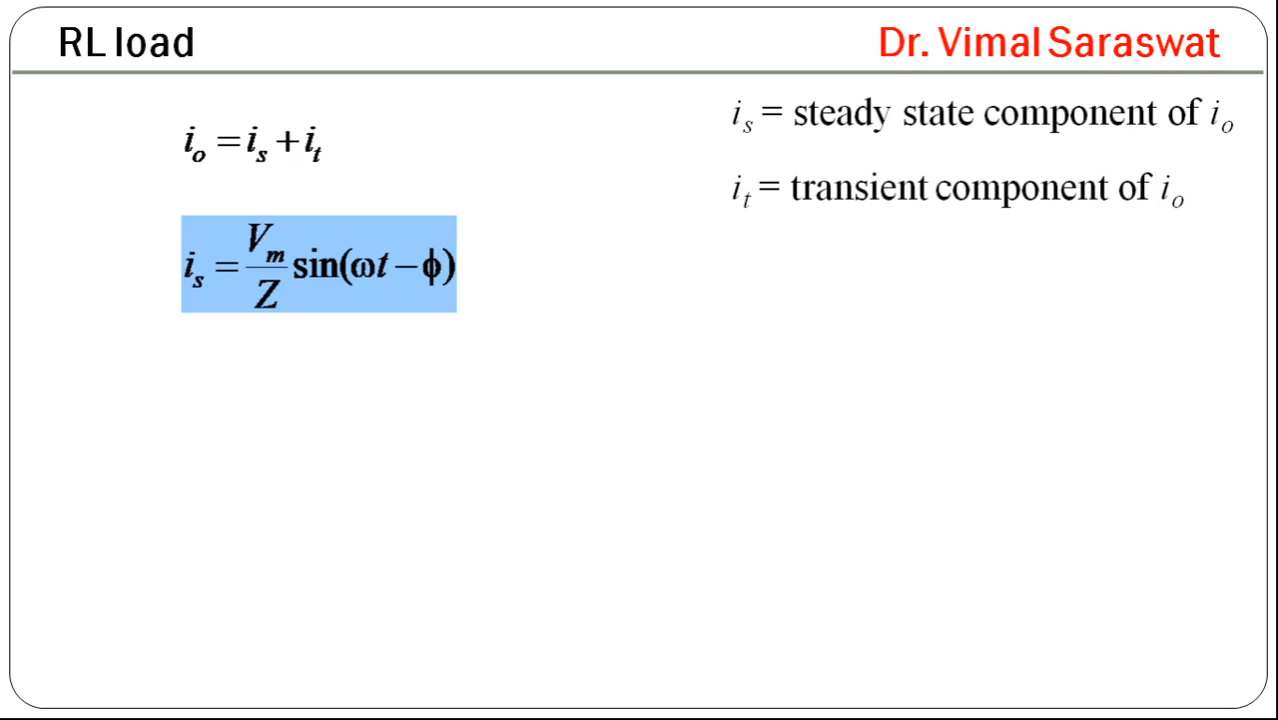 RL load
Dr. Vimal Saraswat
i_o = i_s + i_t
i_s = steady state component of i_o
i_t = transient component of i_o
i_s = V_m/Z sin(ωt − ϕ)